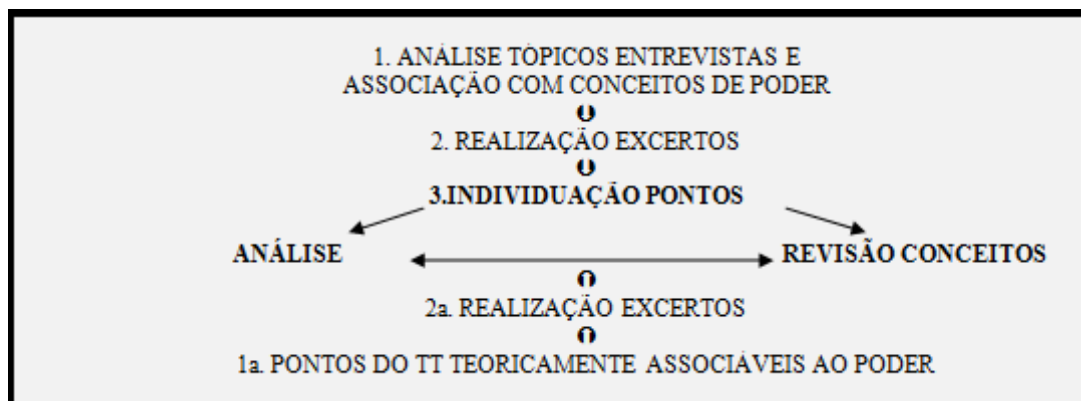 1. ANÁLISE TÓPICOS ENTREVISTAS E
ASSOCIAÇÃO COM CONCEITOS DE PODER
2. REALIZAÇÃO EXCERTOS
3.INDIVIDUAÇÃO PONTOS
ANÁLISE
REVISÃO CONCEITOS
2a. REALIZAÇÃO EXCERTOS
1a. PONTOS DO TT TEORICAMENTE ASSOCIÁVEIS AO PODER